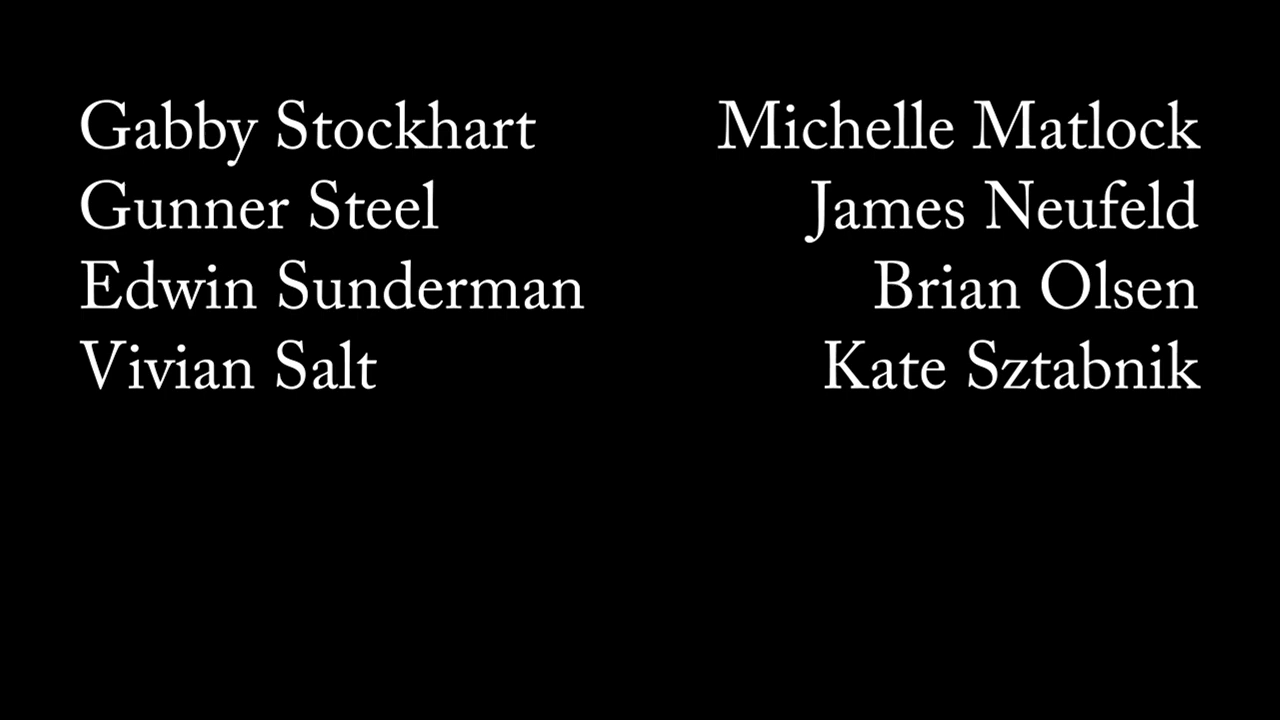 Gabby Stockhart Michelle Matlock
Gunner Steel James Neufeld
Edwin Sunderman Brian Olsen
Vivian Salt Kate Sztabnik